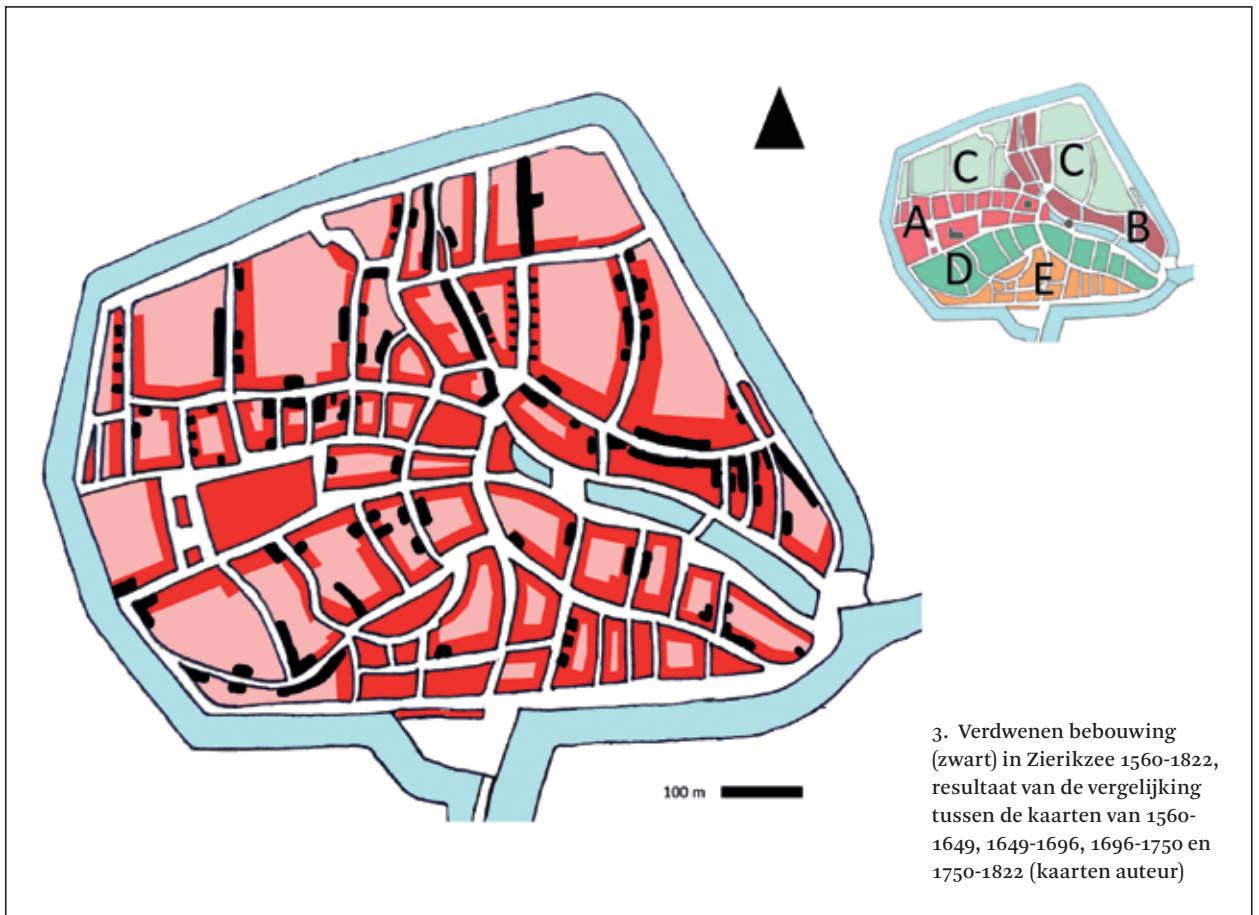 C
C
A
B
D
E
100 m
3. Verdwenen bebouwing
(zwart) in Zierikzee 1560-1822,
resultaat van de vergelijking
tussen de kaarten van 1560-
1649, 1649-1696, 1696-1750 en
1750-1822 (kaarten auteur)